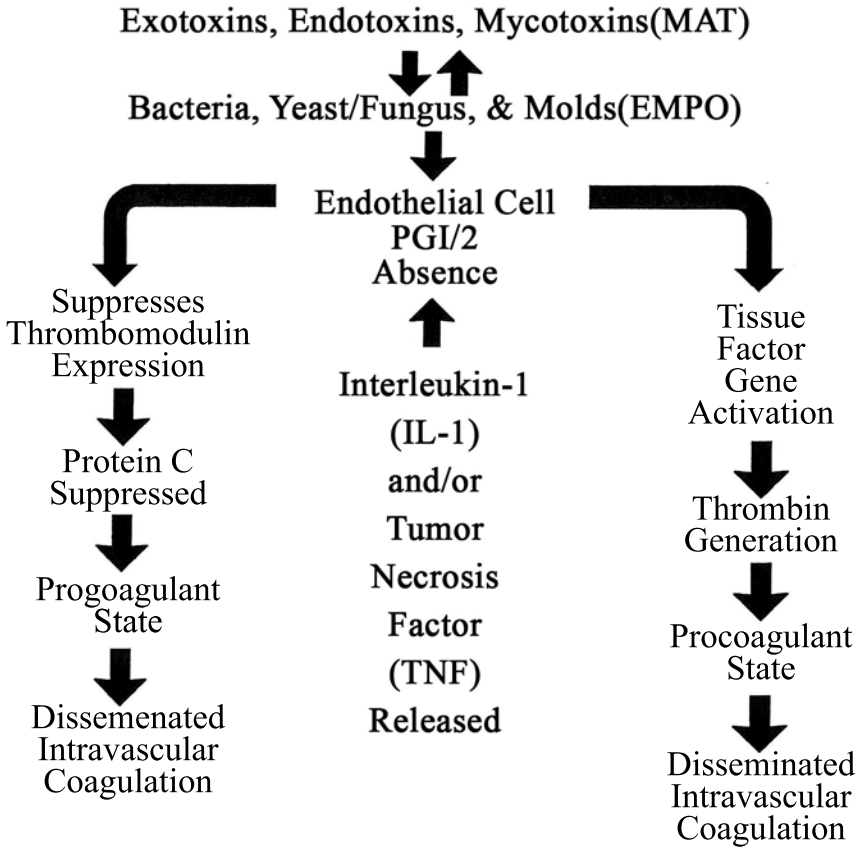 Exotoxins, Endotoxins, Mycotoxins(MAT)
Bacteria, Yeast/Fungus, & Molds(EMPO)
Endothelial Cell
PGI/2
Absence
Suppresses
Thrombomodulin
Expression
Protein C
Suppressed
Progoagulant
State
Dissemenated
Intravascular
Coagulation
Interleukin-1
(IL-1)
and/or
Tumor
Necrosis
Factor
(TNF)
Released
Tissue
Factor
Gene
Activation
Thrombin
Generation
Procoagulant
State
Disseminated
Intravascular
Coagulation